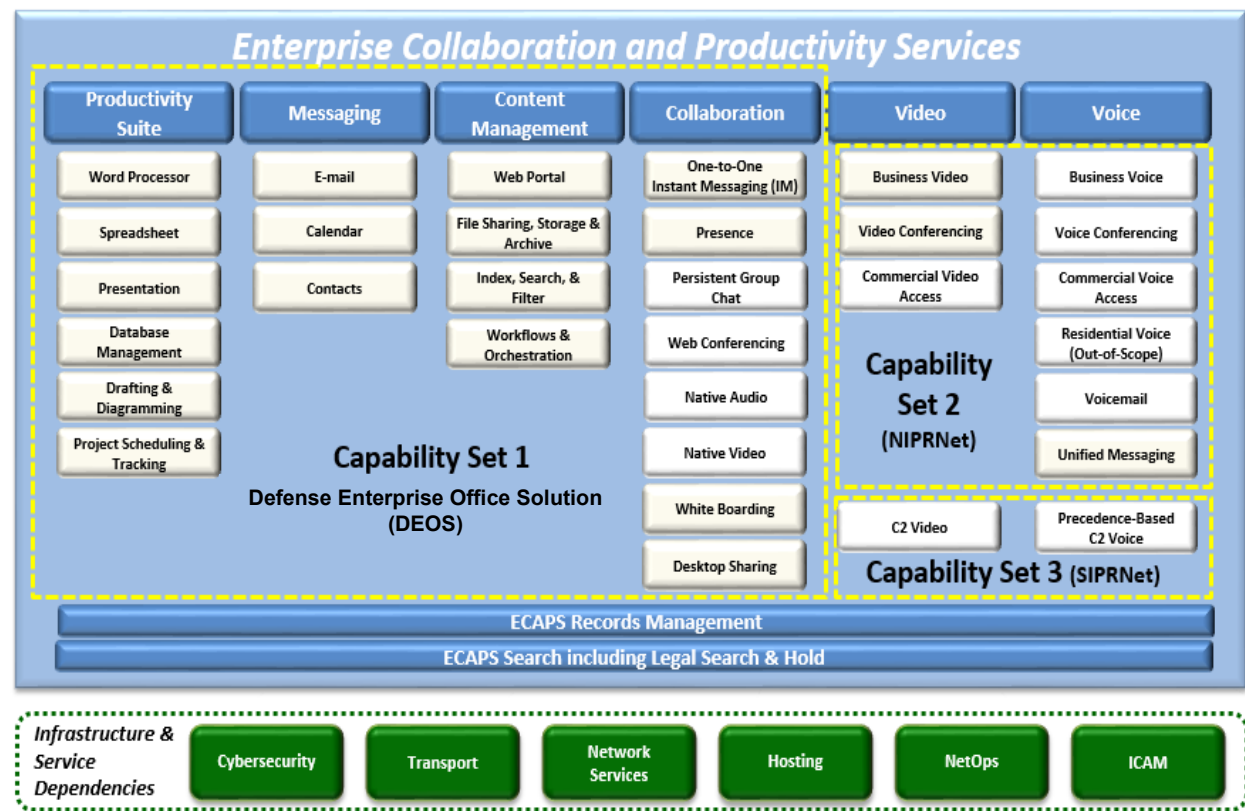 Enterprise Collaboration and Productivity Services
Productivity
Suite
Messaging
Content
Management
Collaboration
Video
Voice
Word Processor
Spreadsheet
Presentation
Database
Management
Drafting &
Diagramming
Project Scheduling &
Tracking
E-mail
Calendar
Contacts
Web Portal
File Sharing, Storage &
Archive
Index, Search, &
Filter
Workflows &
Orchestration
One-to-One
Instant Messaging (IM)
Presence
Persistent Group
Chat
Web Conferencing
Native Audio
Native Video
White Boarding
Desktop Sharing
Capability Set 1
Defense Enterprise Office Solution
(DEOS)
Business Video
Video Conferencing
Commercial Video
Access
Capability
Set 2
(NIPRNet)
Business Voice
Voice Conferencing
Commercial Voice
Access
Residential Voice
(Out-of-Scope)
Voicemail
Unified Messaging
C2 Video
Precedence-Based
C2 Voice
Capability Set 3 (SIPRNet)
ECAPS Records Management
ECAPS Search including Legal Search & Hold
Infrastructure &
Service
Dependencies
Cybersecurity
Transport
Network
Services
Hosting
NetOps
ICAM